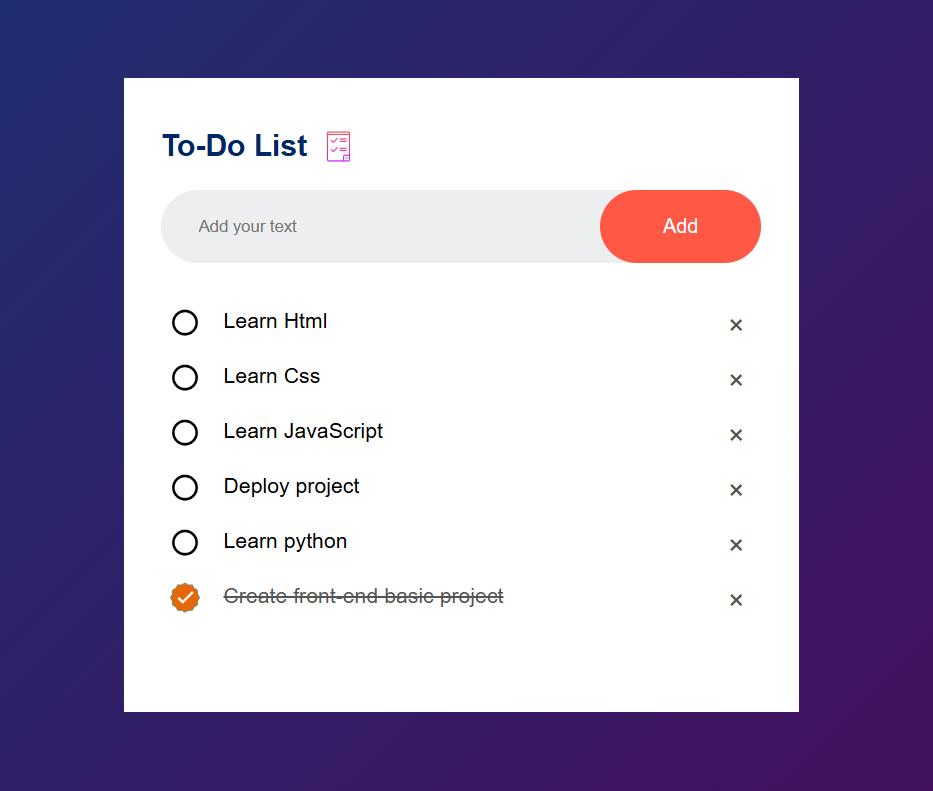 To-Do List
Add your text
Add
Learn Html
×
Learn Css
×
Learn JavaScript
×
Deploy project
×
Learn python
×
Create front-end basic project
×